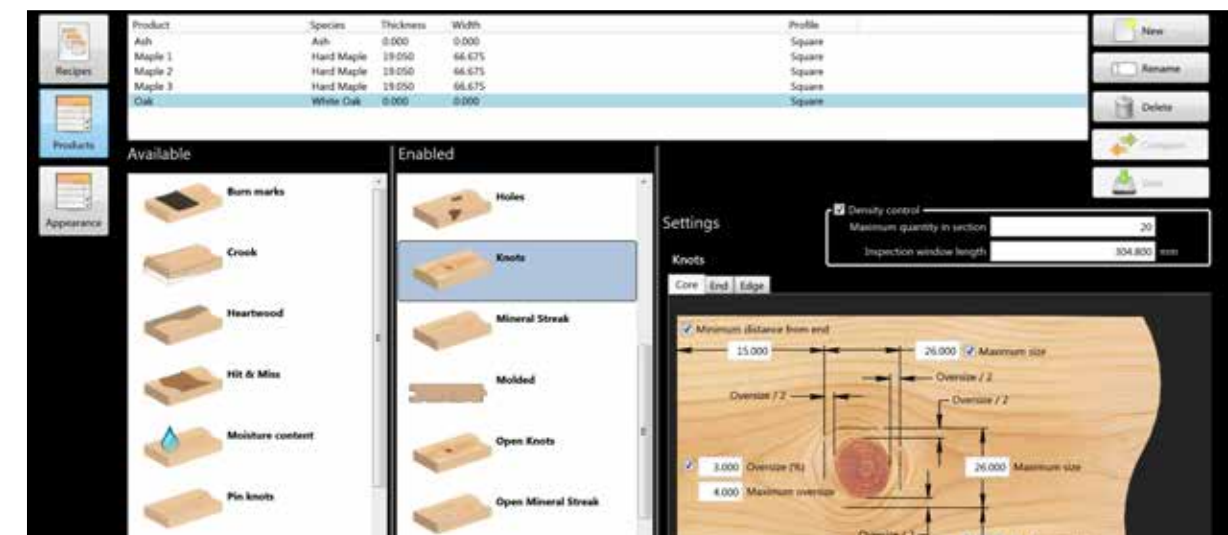 Product Species Thickness Width Profile
Ash Ash 0.000 0.000 Square
Maple 1 Hard Maple 19.050 66.675 Square
Maple 2 Hard Maple 19.050 66.675 Square
Maple 3 Hard Maple 19.050 66.675 Square
Oak White Oak 0.000 0.000 Square
Recipes
Products
Appearance
New
Rename
Delete
Compare
Save
Available
Burn marks
Crook
Heartwood
Hit & Miss
Moisture content
Pin knots
Enabled
Holes
Knots
Mineral Streak
Molded
Open Knots
Open Mineral Streak
Settings
Density control
Maximum quantity in section 20
Inspection window length 304.800 mm
Knots
Core End Edge
Minimum distance from end
15.000 26.000 Maximum size
Oversize / 2
Oversize / 2 Oversize / 2
3.000 Oversize (%) 26.000 Maximum size
4.000 Maximum oversize
Oversize / 2